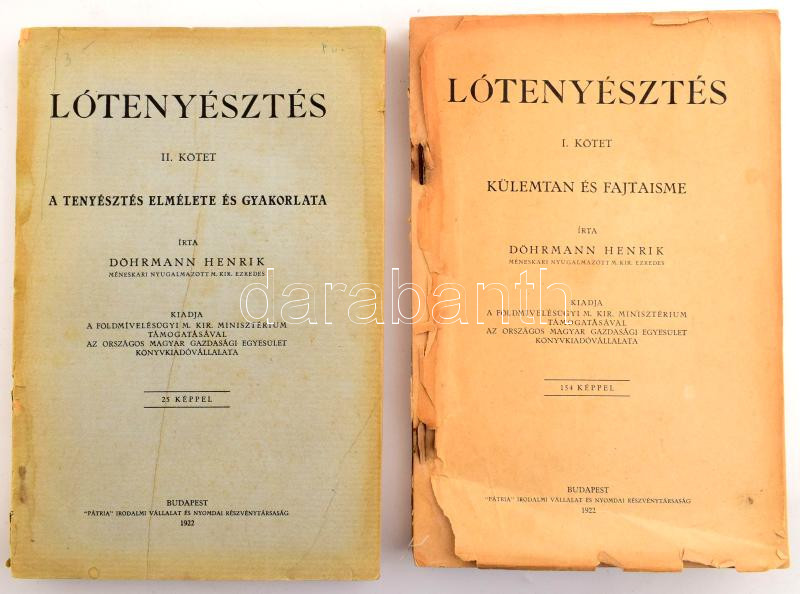 LÓTENYÉSZTÉS
II. KÖTET
A TENYÉSZTÉS ELMÉLETE ÉS GYAKORLATA
ÍRTA
DÖHRMANN HENRIK
MÉNESKARI NYUGALMAZOTT M. KIR. EZREDES
KIADJA
A FÖLDMÍVELÉSÜGYI M. KIR. MINISZTÉRIUM
TÁMOGATÁSÁVAL
AZ ORSZÁGOS MAGYAR GAZDASÁGI EGYESÜLET
KÖNYVKIADÓVÁLLALATA
25 KÉPPEL
BUDAPEST
"PÁTRIA" IRODALMI VÁLLALAT ÉS NYOMDAI RÉSZVÉNYTÁRSASÁG
1922
LÓTENYÉSZTÉS
I. KÖTET
KÜLEMTAN ÉS FAJTAISME
ÍRTA
DÖHRMANN HENRIK
MÉNESKARI NYUGALMAZOTT M. KIR. EZREDES
KIADJA
A FÖLDMÍVELÉSÜGYI M. KIR. MINISZTÉRIUM
TÁMOGATÁSÁVAL
AZ ORSZÁGOS MAGYAR GAZDASÁGI EGYESÜLET
KÖNYVKIADÓVÁLLALATA
154 KÉPPEL
BUDAPEST
"PÁTRIA" IRODALMI VÁLLALAT ÉS NYOMDAI RÉSZVÉNYTÁRSASÁG
1922
darabanth